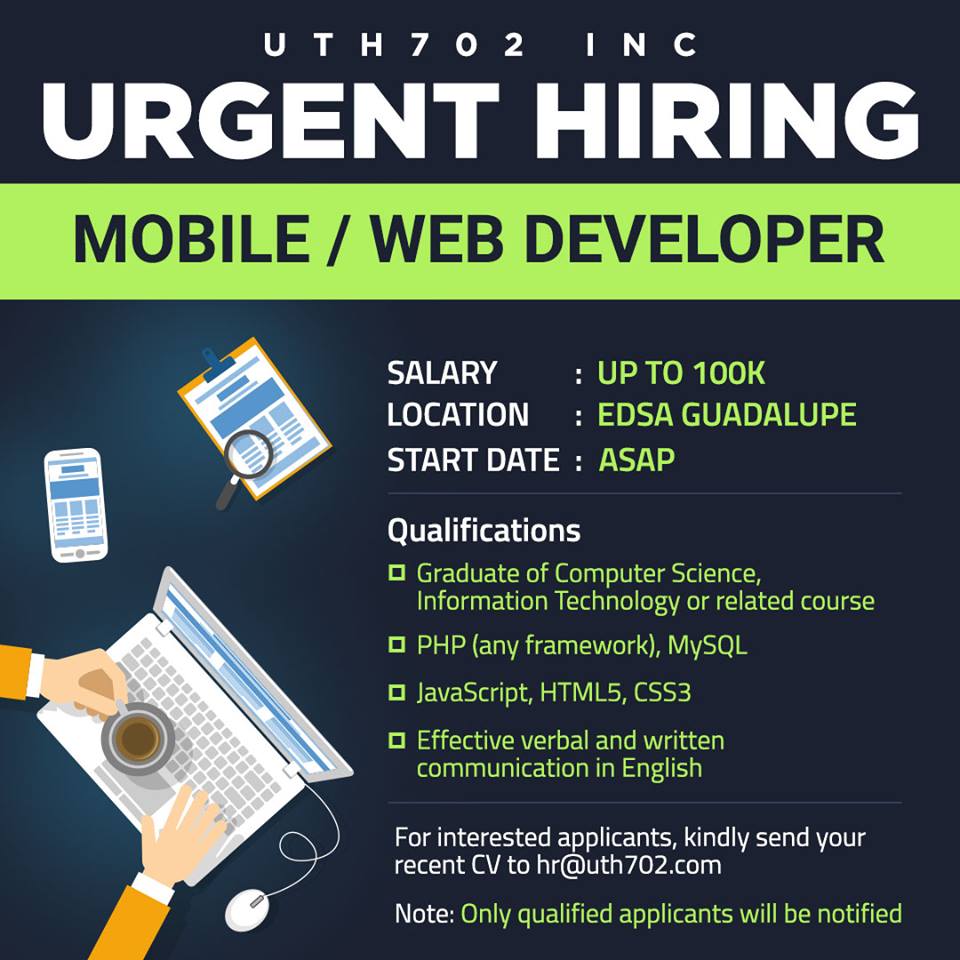 UTH702 INC
URGENT HIRING
MOBILE / WEB DEVELOPER
SALARY : UP TO 100K
LOCATION : EDSA GUADALUPE
START DATE : ASAP
Qualifications
Graduate of Computer Science,
Information Technology or related course
PHP (any framework), MySQL
JavaScript, HTML5, CSS3
Effective verbal and written
communication in English
For interested applicants, kindly send your
recent CV to hr@uth702.com
Note: Only qualified applicants will be notified